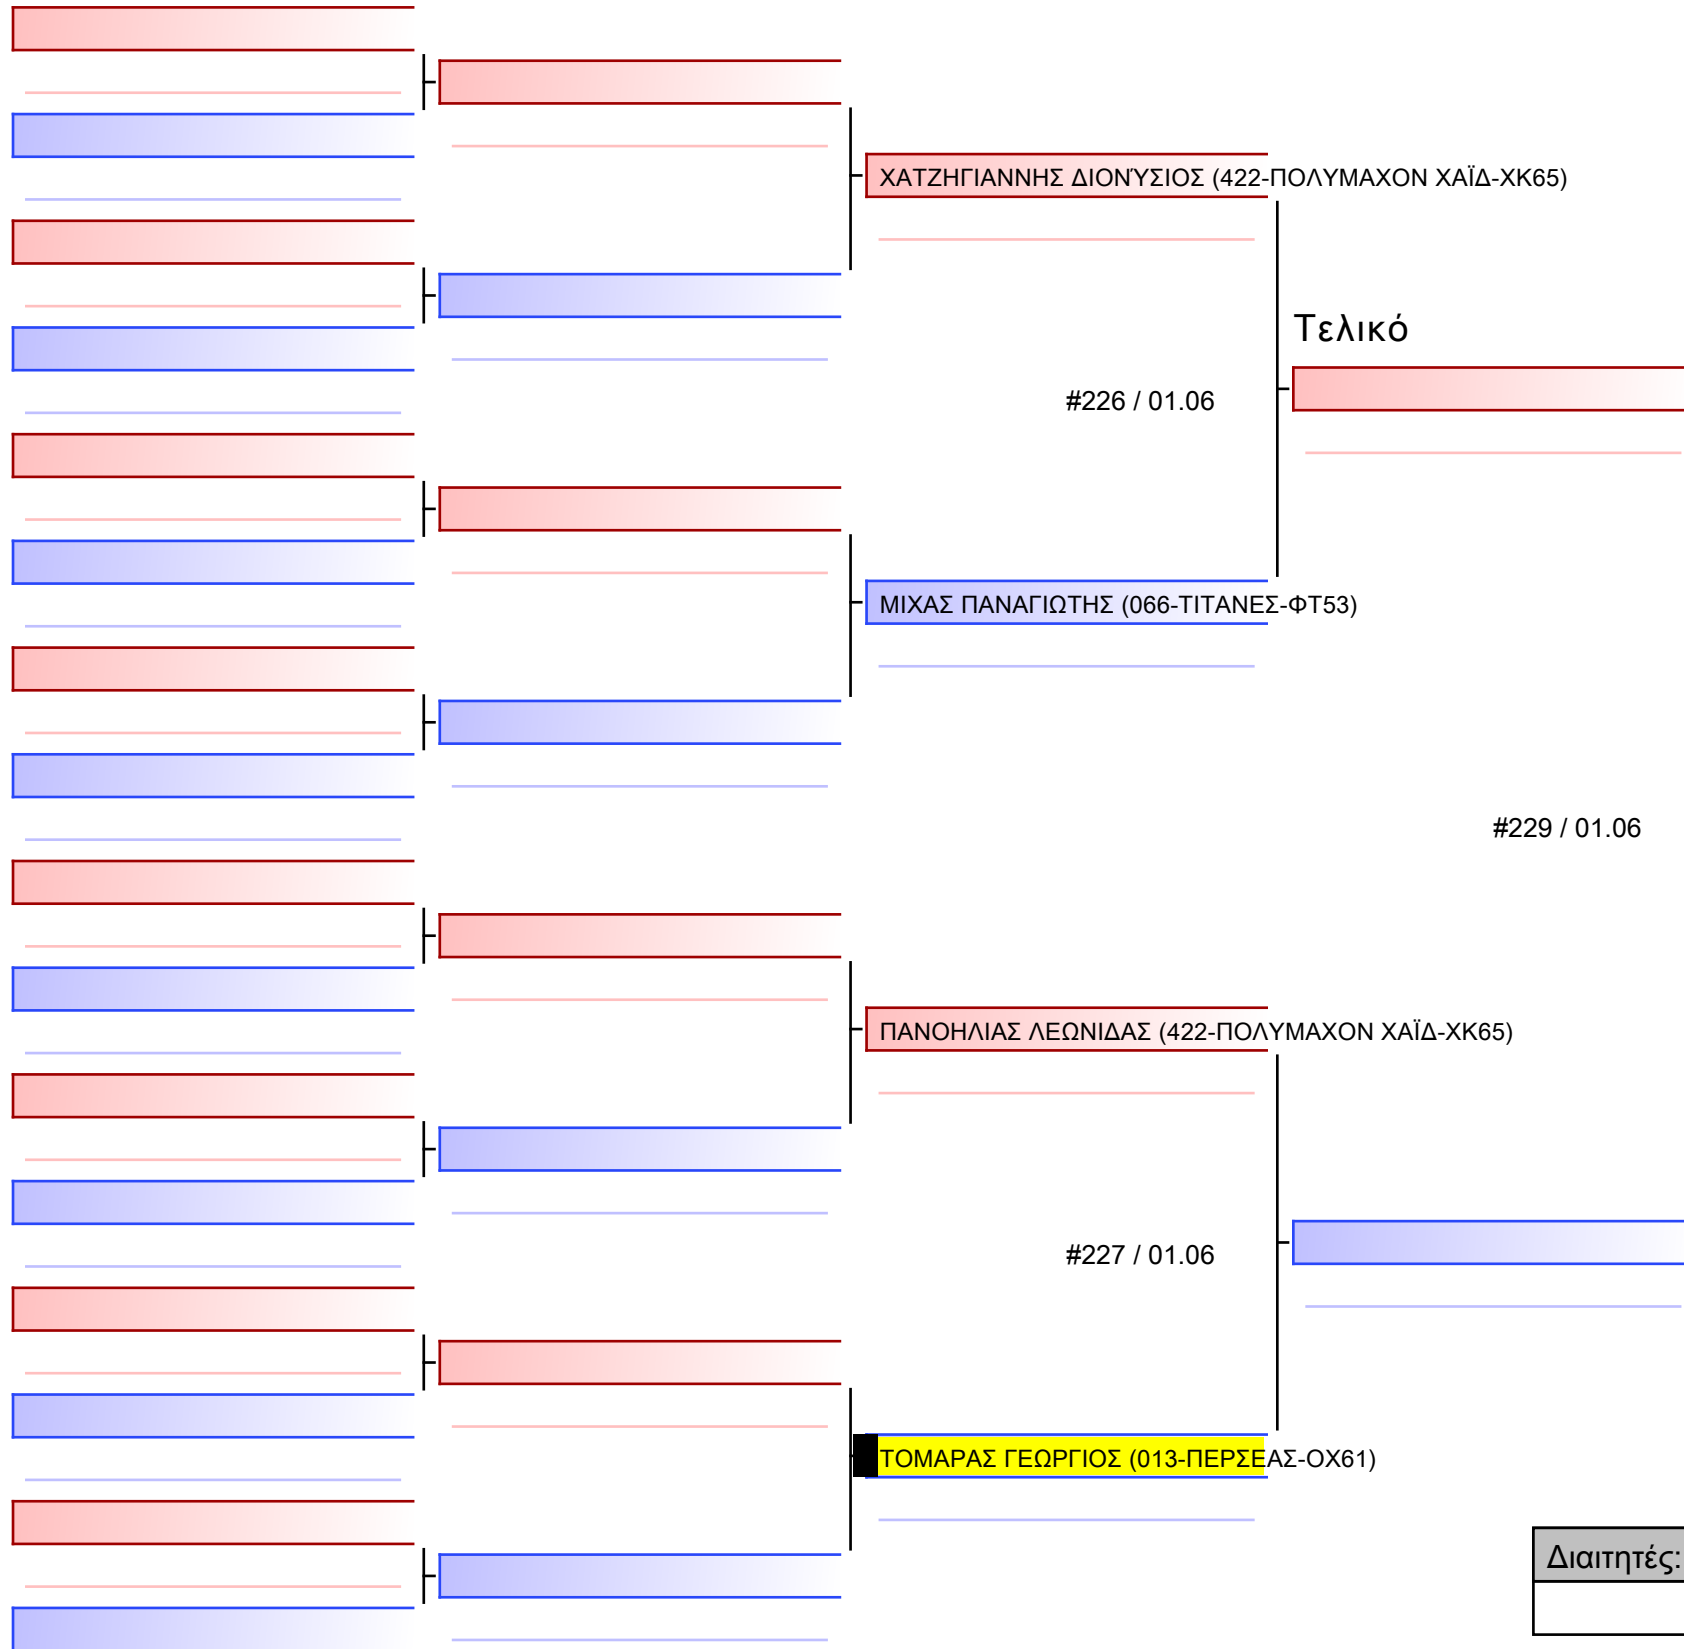 ΧΑΤΖΗΓΙΑΝΝΗΣ ΔΙΟΝΎΣΙΟΣ (422-ΠΟΛΥΜΑΧΟΝ ΧΑΪΔ-ΧΚ65)
Τελικό
#226 / 01.06
ΜΙΧΑΣ ΠΑΝΑΓΙΩΤΗΣ (066-ΤΙΤΑΝΕΣ-ΦΤ53)
#229 / 01.06
ΠΑΝΟΗΛΙΑΣ ΛΕΩΝΙΔΑΣ (422-ΠΟΛΥΜΑΧΟΝ ΧΑΪΔ-ΧΚ65)
#227 / 01.06
ΤΟΜΑΡΑΣ ΓΕΩΡΓΙΟΣ (013-ΠΕΡΣΕΑΣ-ΟΧ61)
Διαιτητές: